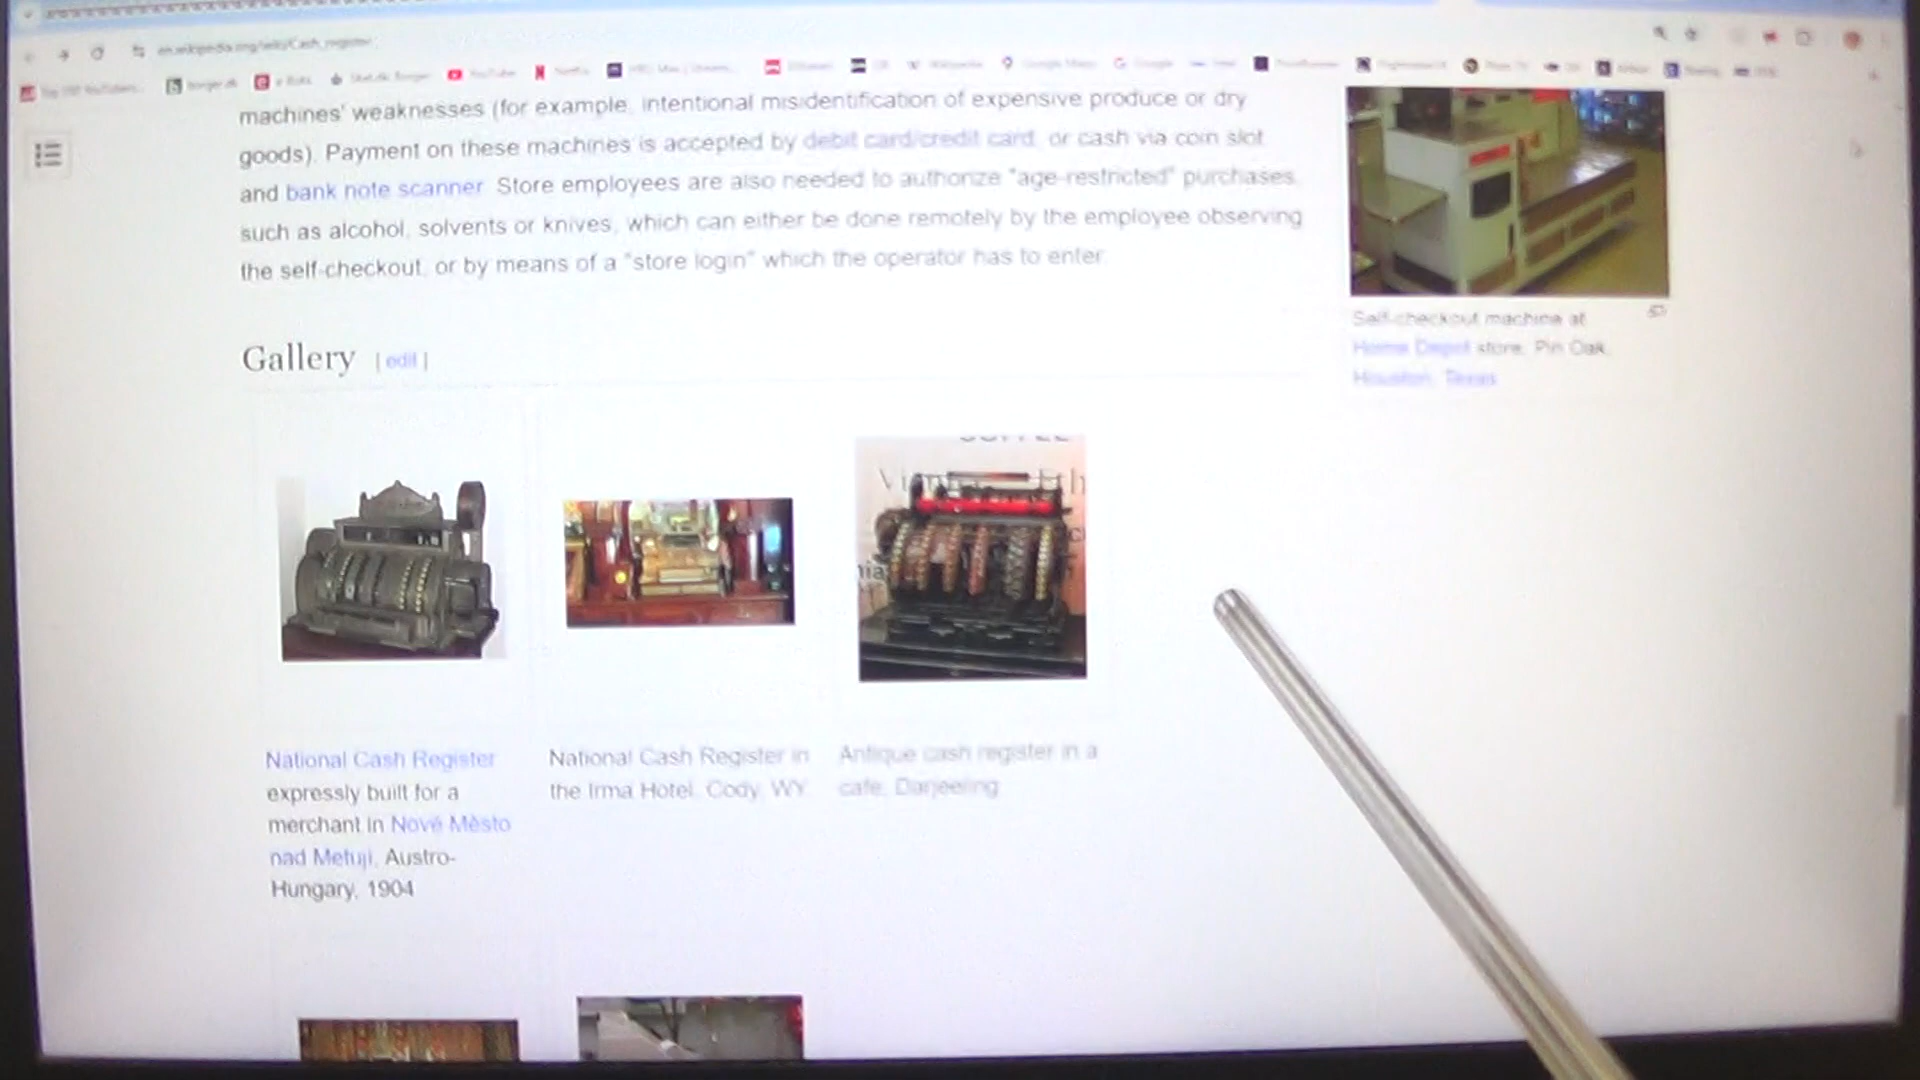 en.wikipedia.org/wiki/Cash_register
YouTube
Google Maps
Google
machines' weaknesses (for example, intentional misidentification of expensive produce or dry
goods). Payment on these machines is accepted by debit card/credit card, or cash via coin slot
and bank note scanner. Store employees are also needed to authorize "age-restricted" purchases,
such as alcohol, solvents or knives, which can either be done remotely by the employee observing
the self-checkout, or by means of a "store login" which the operator has to enter.
Self-checkout machine at
Home Depot store, Pin Oak,
Houston, Texas
Gallery [ edit ]
National Cash Register
expressly built for a
merchant in Nové Město
nad Metují, Austro-
Hungary, 1904
National Cash Register in
the Irma Hotel, Cody, WY
Antique cash register in a
cafe, Darjeeling